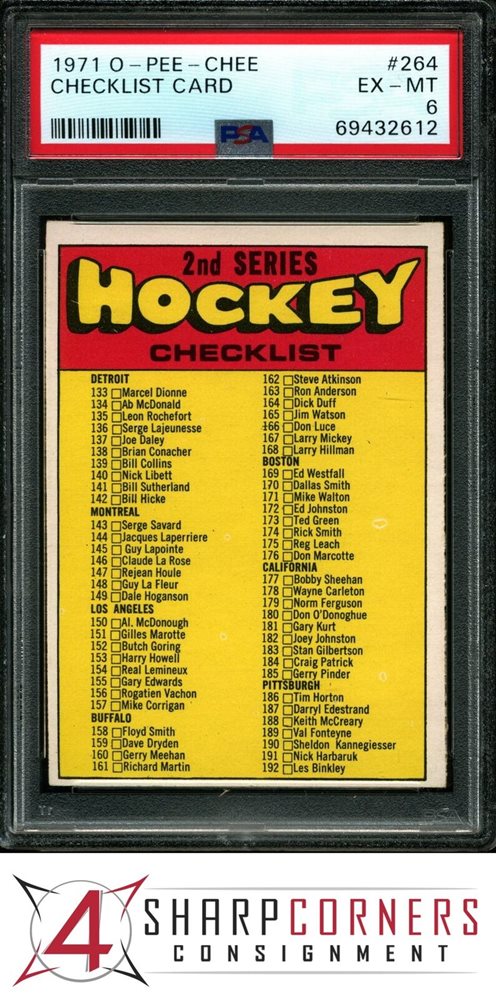 1971 O-PEE-CHEE #264
CHECKLIST CARD EX-MT
6
PSA 69432612
2nd SERIES
HOCKEY
CHECKLIST
DETROIT
133 Marcel Dionne
134 Ab McDonald
135 Leon Rochefort
136 Serge Lajeunesse
137 Joe Daley
138 Brian Conacher
139 Bill Collins
140 Nick Libett
141 Bill Sutherland
142 Bill Hicke
MONTREAL
143 Serge Savard
144 Jacques Laperriere
145 Guy Lapointe
146 Claude La Rose
147 Rejean Houle
148 Guy La Fleur
149 Dale Hoganson
LOS ANGELES
150 Al. McDonough
151 Gilles Marotte
152 Butch Goring
153 Harry Howell
154 Real Lemineux
155 Gary Edwards
156 Rogatien Vachon
157 Mike Corrigan
BUFFALO
158 Floyd Smith
159 Dave Dryden
160 Gerry Meehan
161 Richard Martin
162 Steve Atkinson
163 Ron Anderson
164 Dick Duff
165 Jim Watson
166 Don Luce
167 Larry Mickey
168 Larry Hillman
BOSTON
169 Ed Westfall
170 Dallas Smith
171 Mike Walton
172 Ed Johnston
173 Ted Green
174 Rick Smith
175 Reg Leach
176 Don Marcotte
CALIFORNIA
177 Bobby Sheehan
178 Wayne Carleton
179 Norm Ferguson
180 Don O'Donoghue
181 Gary Kurt
182 Joey Johnston
183 Stan Gilbertson
184 Craig Patrick
185 Gerry Pinder
PITTSBURGH
186 Tim Horton
187 Darryl Edestrand
188 Keith McCreary
189 Val Fonteyne
190 Sheldon Kannegiesser
191 Nick Harbaruk
192 Les Binkley
PSA
4 SHARPCORNERS
CONSIGNMENT